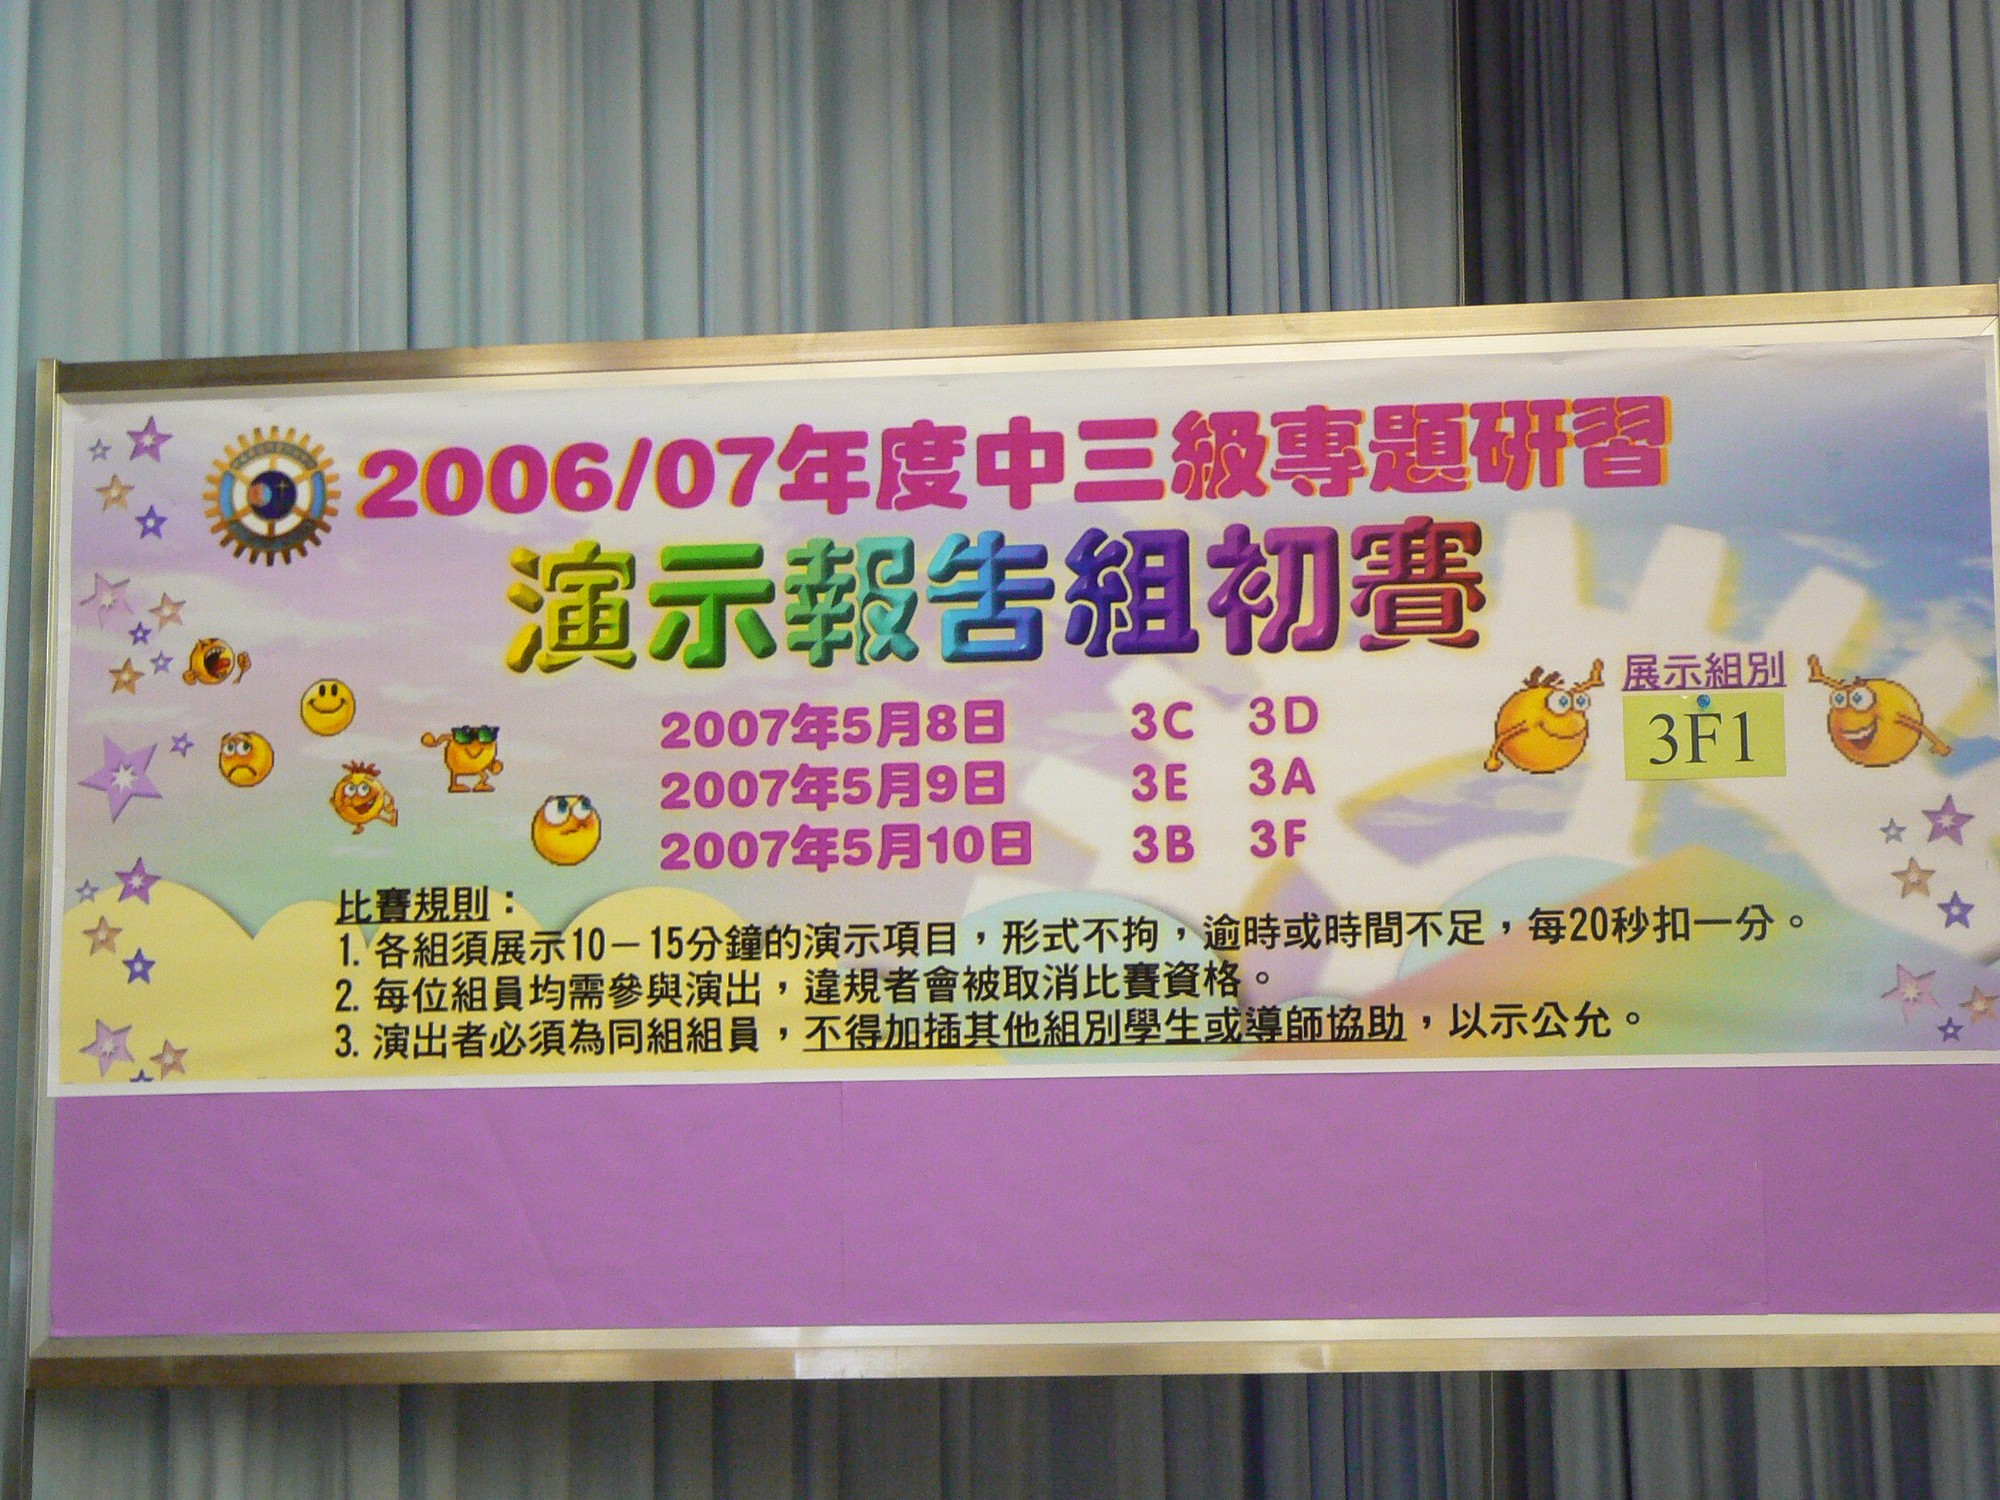 2006/07年度中三級專題研習
演示報告組初賽
展示組別
3F1
2007年5月8日 3C 3D
2007年5月9日 3E 3A
2007年5月10日 3B 3F
比賽規則：
1. 各組須展示10－15分鐘的演示項目，形式不拘，逾時或時間不足，每20秒扣一分。
2. 每位組員均需參與演出，違規者會被取消比賽資格。
3. 演出者必須為同組組員，不得加插其他組別學生或導師協助，以示公允。